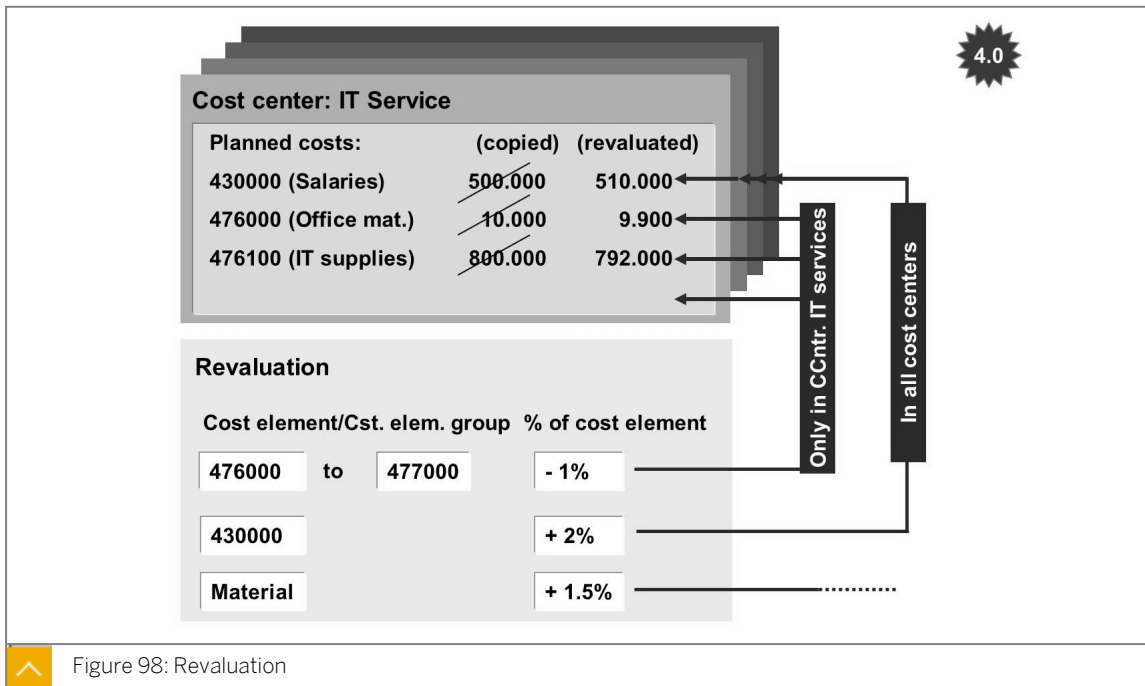 4.0
Cost center: IT Service
Planned costs: (copied) (revaluated)
430000 (Salaries) 500.000 510.000
476000 (Office mat.) 10.000 9.900
476100 (IT supplies) 800.000 792.000
Only in CCntr. IT services
In all cost centers
Revaluation
Cost element/Cst. elem. group % of cost element
476000 to 477000 - 1%
430000 + 2%
Material + 1.5%
Figure 98: Revaluation